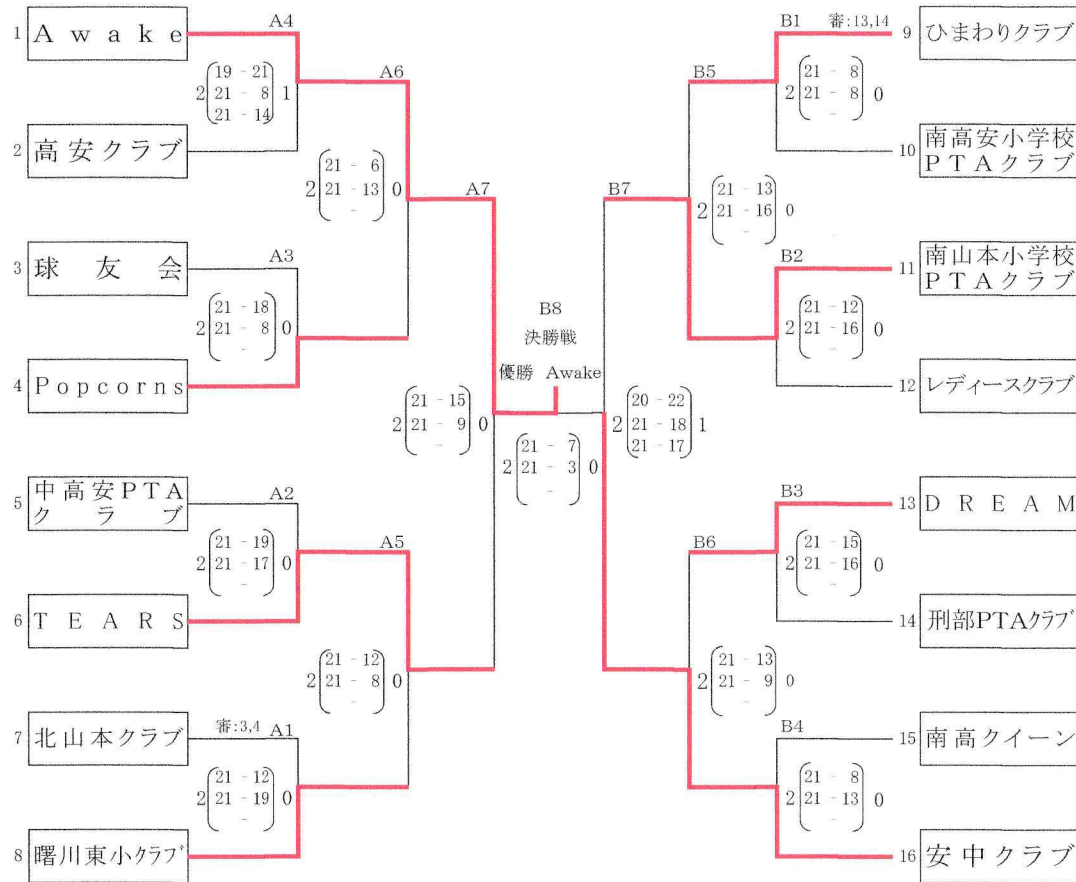 1 Awake
A4
19 - 21
2 21 - 8 1
21 - 14
2 高安クラブ
A6
21 - 6
2 21 - 13 0
-
3 球友会
A3
21 - 18
2 21 - 8 0
-
4 Popcorns
A7
21 - 15
2 21 - 9 0
-
5 中高安PTA
クラブ
A2
21 - 19
2 21 - 17 0
-
6 TEARS
A5
21 - 12
2 21 - 8 0
-
7 北山本クラブ
審:3,4 A1
21 - 12
2 21 - 19 0
-
8 曙川東小クラブ
B8
決勝戦
優勝 Awake
21 - 7
2 21 - 3 0
-
B1 審:13,14
9 ひまわりクラブ
21 - 8
2 21 - 8 0
-
10 南高安小学校
PTAクラブ
B5
21 - 13
2 21 - 16 0
-
B2
11 南山本小学校
PTAクラブ
21 - 12
2 21 - 16 0
-
12 レディースクラブ
B7
20 - 22
2 21 - 18 1
21 - 17
B3
13 DREAM
21 - 15
2 21 - 16 0
-
14 刑部PTAクラブ
B6
21 - 13
2 21 - 9 0
-
B4
15 南高クイーン
21 - 8
2 21 - 13 0
-
16 安中クラブ